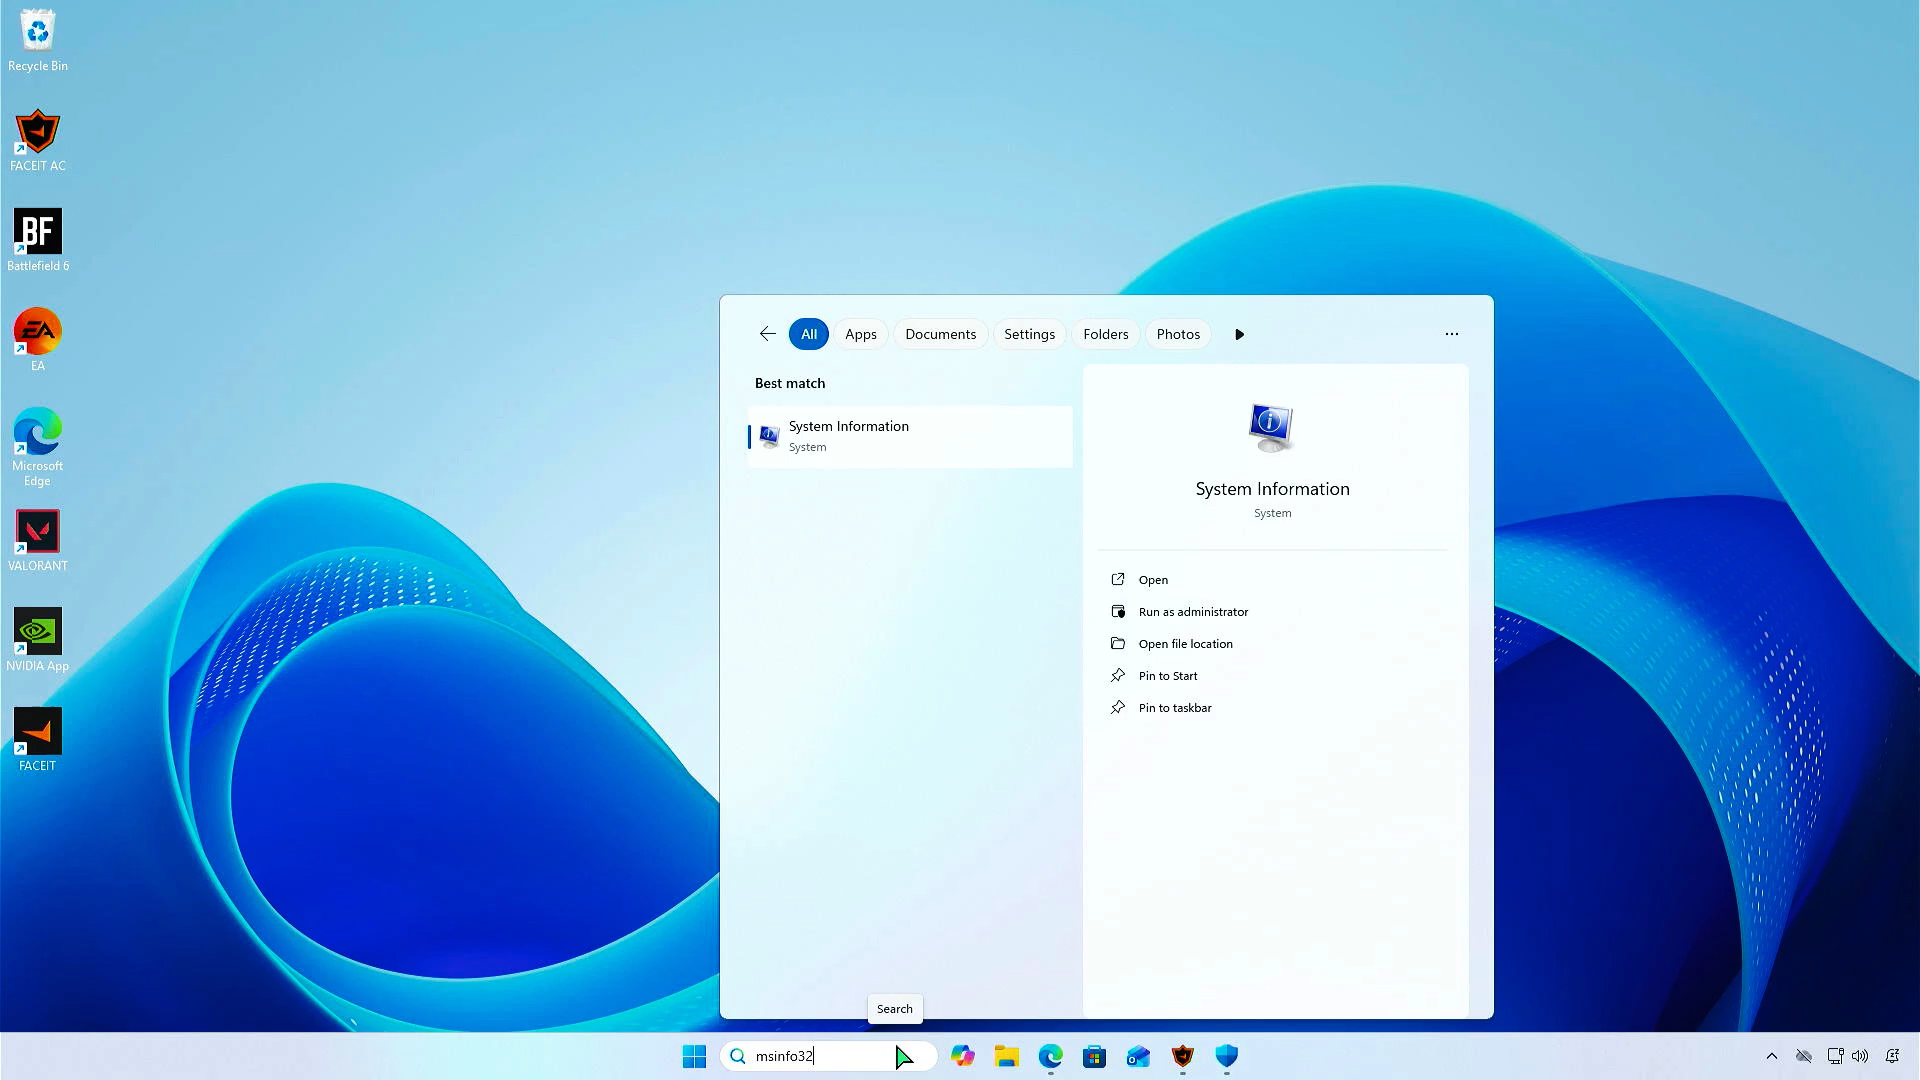 Recycle Bin
FACEIT AC
BF
Battlefield 6
EA
EA
Microsoft
Edge
VALORANT
NVIDIA App
FACEIT
All
Apps
Documents
Settings
Folders
Photos
Best match
System Information
System
System Information
System
Open
Run as administrator
Open file location
Pin to Start
Pin to taskbar
Search
msinfo32